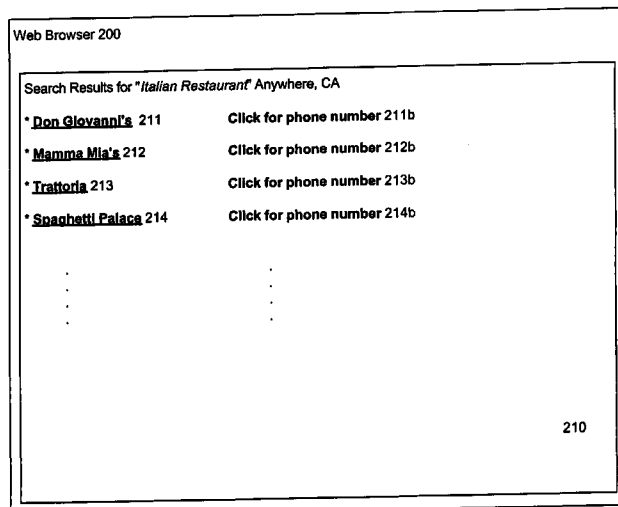 Web Browser 200
Search Results for "Italian Restaurant" Anywhere, CA
* Don Giovanni's 211 Click for phone number 211b
* Mamma Mia's 212 Click for phone number 212b
* Trattoria 213 Click for phone number 213b
* Spaghetti Palace 214 Click for phone number 214b
210